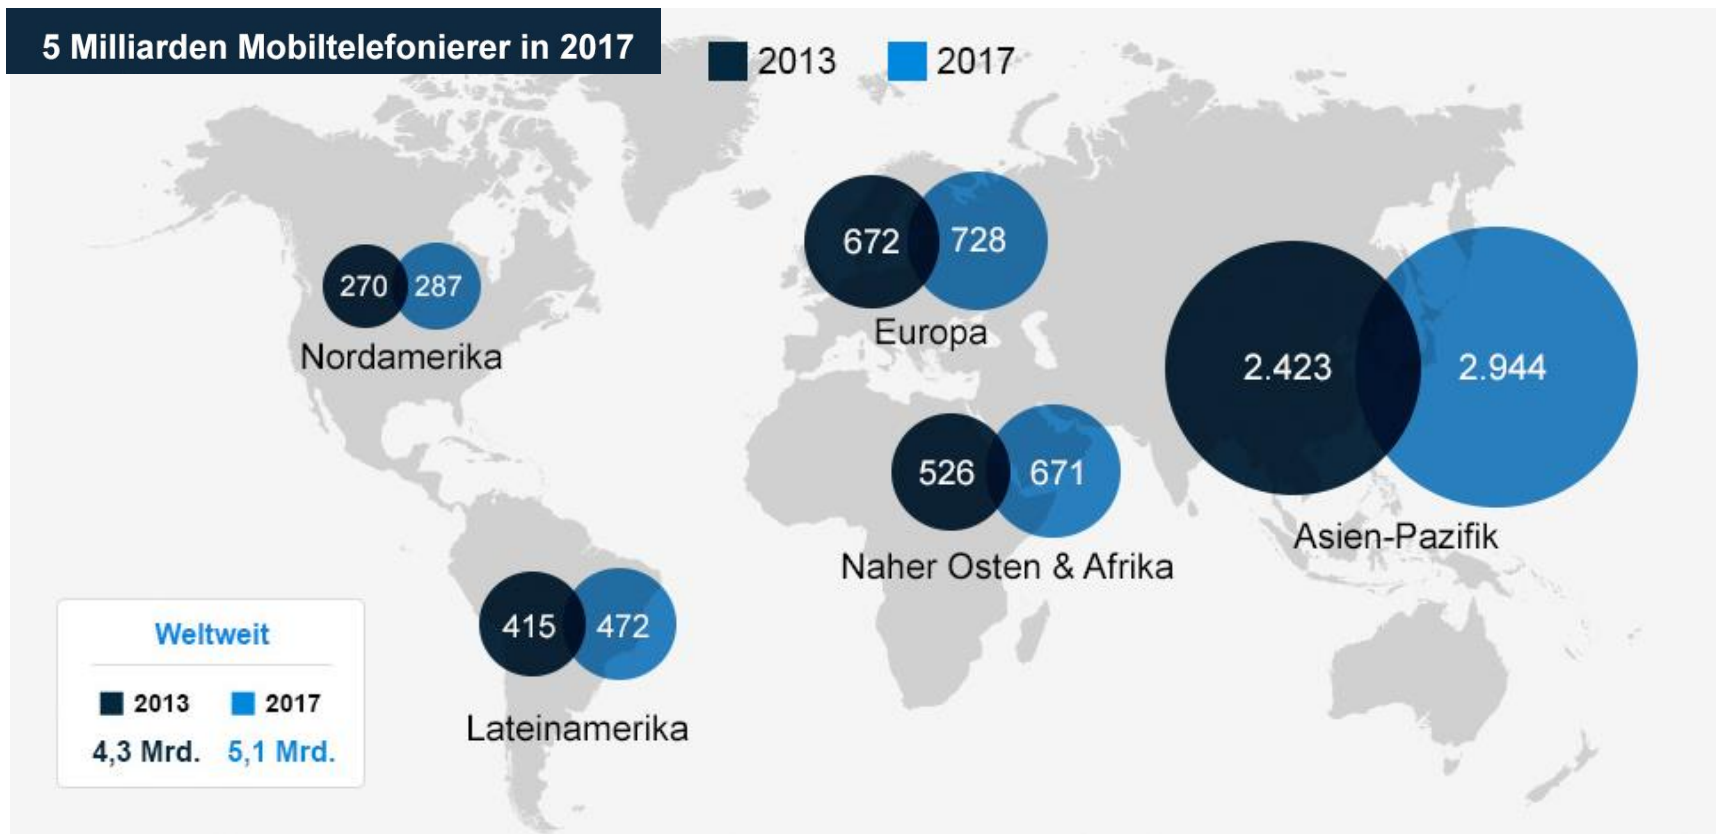 5 Milliarden Mobiltelefonierer in 2017
2013 2017
672 728
Europa
270 287
Nordamerika
2.423 2.944
Asien-Pazifik
526 671
Naher Osten & Afrika
415 472
Lateinamerika
Weltweit
2013 2017
4,3 Mrd. 5,1 Mrd.